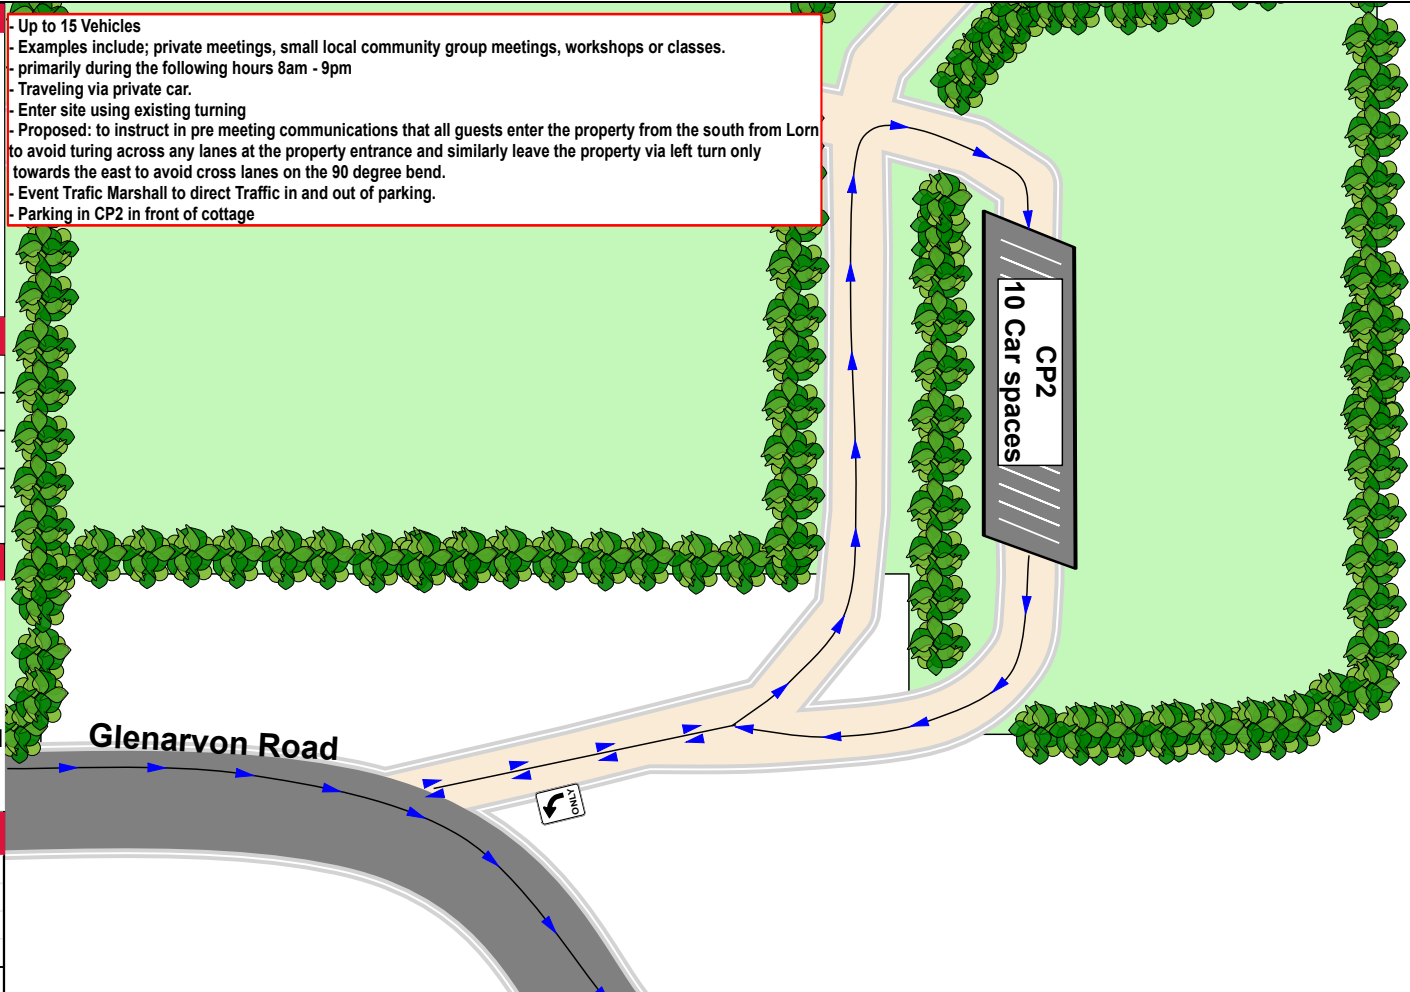 - Up to 15 Vehicles
- Examples include; private meetings, small local community group meetings, workshops or classes.
- primarily during the following hours 8am - 9pm
- Traveling via private car.
- Enter site using existing turning
- Proposed: to instruct in pre meeting communications that all guests enter the property from the south from Lorn
to avoid turing across any lanes at the property entrance and similarly leave the property via left turn only
towards the east to avoid cross lanes on the 90 degree bend.
- Event Trafic Marshall to direct Traffic in and out of parking.
- Parking in CP2 in front of cottage
CP2
10 Car spaces
Glenarvon Road
ONLY